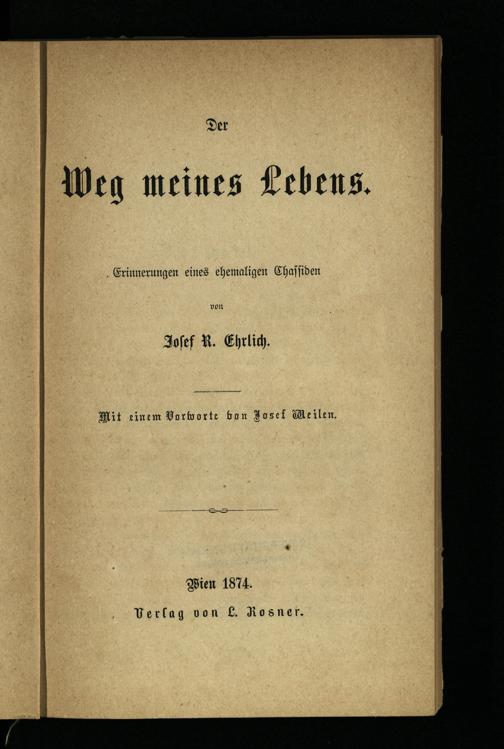 Der
Weg meines Lebens.
Erinnerungen eines ehemaligen Chassiden
von
Josef R. Ehrlich.
Mit einem Vorworte von Josef Weilen.
Wien 1874.
Verlag von L. Rosner.